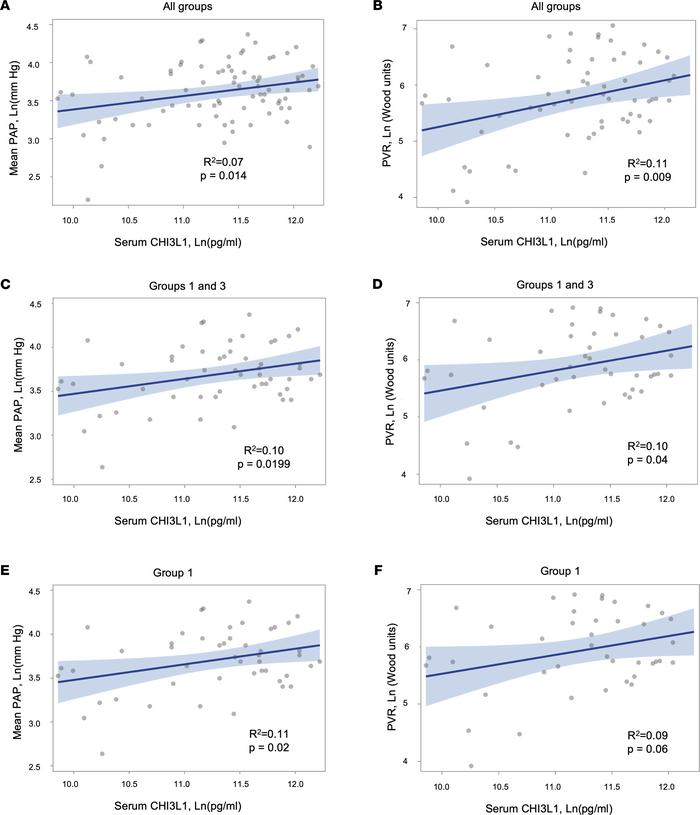 A
All groups
Mean PAP, Ln(mm Hg)
4.5
4.0
3.5
3.0
2.5
R²=0.07
p = 0.014
10.0 10.5 11.0 11.5 12.0
Serum CHI3L1, Ln(pg/ml)
B
All groups
PVR, Ln (Wood units)
7
6
5
4
R²=0.11
p = 0.009
10.0 10.5 11.0 11.5 12.0
Serum CHI3L1, Ln(pg/ml)
C
Groups 1 and 3
Mean PAP, Ln(mm Hg)
4.5
4.0
3.5
3.0
2.5
R²=0.10
p = 0.0199
10.0 10.5 11.0 11.5 12.0
Serum CHI3L1, Ln(pg/ml)
D
Groups 1 and 3
PVR, Ln (Wood units)
7
6
5
4
R²=0.10
p = 0.04
10.0 10.5 11.0 11.5 12.0
Serum CHI3L1, Ln(pg/ml)
E
Group 1
Mean PAP, Ln(mm Hg)
4.5
4.0
3.5
3.0
2.5
R²=0.11
p = 0.02
10.0 10.5 11.0 11.5 12.0
Serum CHI3L1, Ln(pg/ml)
F
Group 1
PVR, Ln (Wood units)
7
6
5
4
R²=0.09
p = 0.06
10.0 10.5 11.0 11.5 12.0
Serum CHI3L1, Ln(pg/ml)